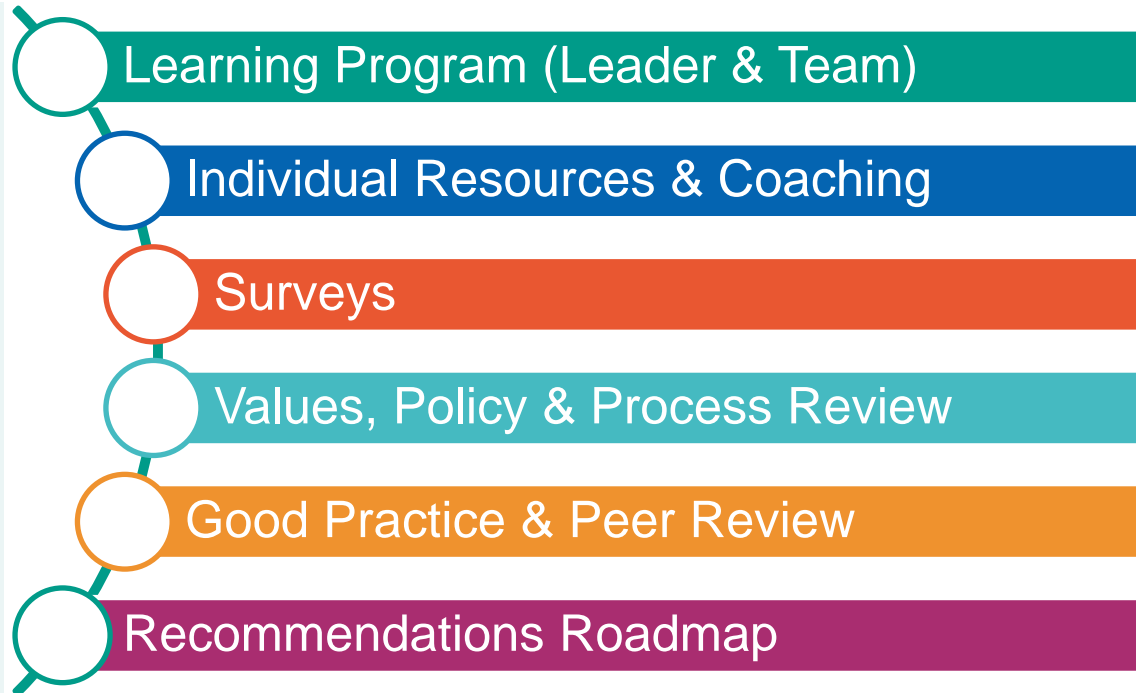 Learning Program (Leader & Team)
Individual Resources & Coaching
Surveys
Values, Policy & Process Review
Good Practice & Peer Review
Recommendations Roadmap